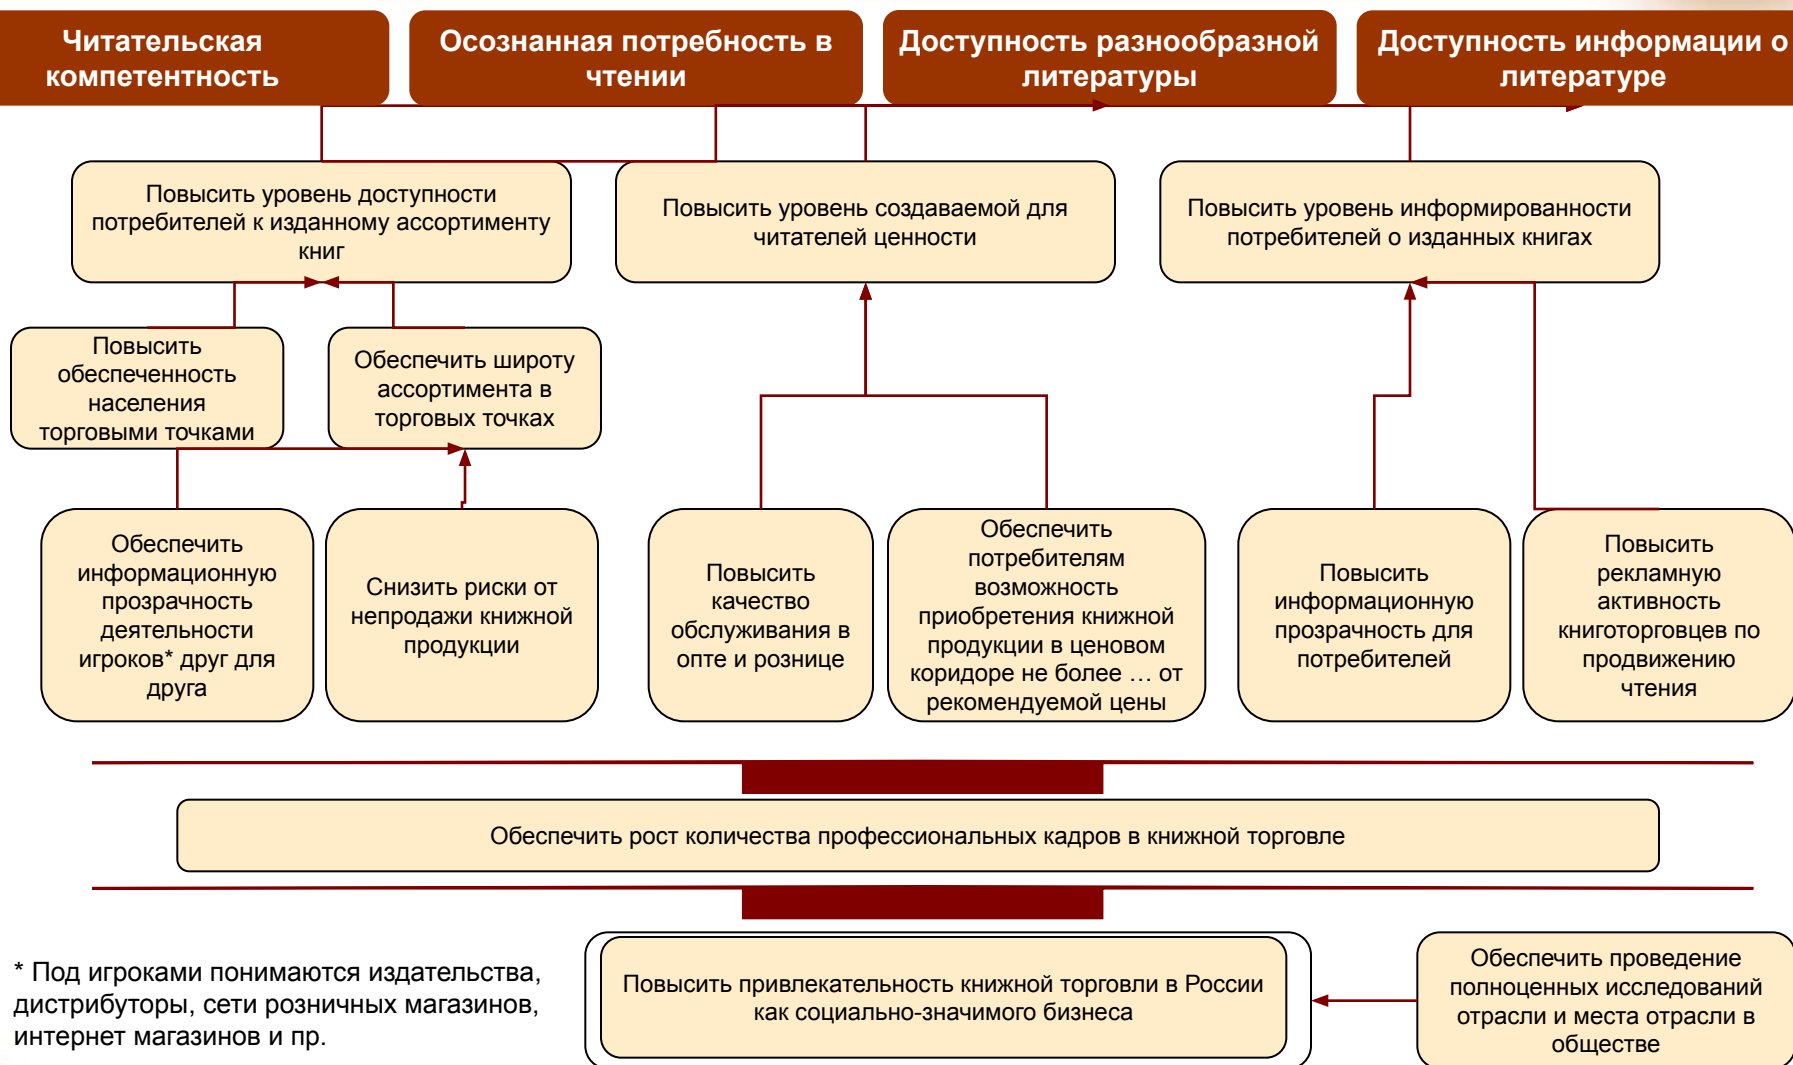 Читательская
компетентность
Осознанная потребность в
чтении
Доступность разнообразной
литературы
Доступность информации о
литературе
Повысить уровень доступности
потребителей к изданному ассортименту
книг
Повысить уровень создаваемой для
читателей ценности
Повысить уровень информированности
потребителей о изданных книгах
Повысить
обеспеченность
населения
торговыми точками
Обеспечить широту
ассортимента в
торговых точках
Обеспечить
информационную
прозрачность
деятельности
игроков* друг для
друга
Снизить риски от
непродажи книжной
продукции
Повысить
качество
обслуживания в
опте и рознице
Обеспечить
потребителям
возможность
приобретения книжной
продукции в ценовом
коридоре не более … от
рекомендуемой цены
Повысить
информационную
прозрачность для
потребителей
Повысить
рекламную
активность
книготорговцев по
продвижению
чтения
Обеспечить рост количества профессиональных кадров в книжной торговле
* Под игроками понимаются издательства,
дистрибуторы, сети розничных магазинов,
интернет магазинов и пр.
Повысить привлекательность книжной торговли в России
как социально-значимого бизнеса
Обеспечить проведение
полноценных исследований
отрасли и места отрасли в
обществе